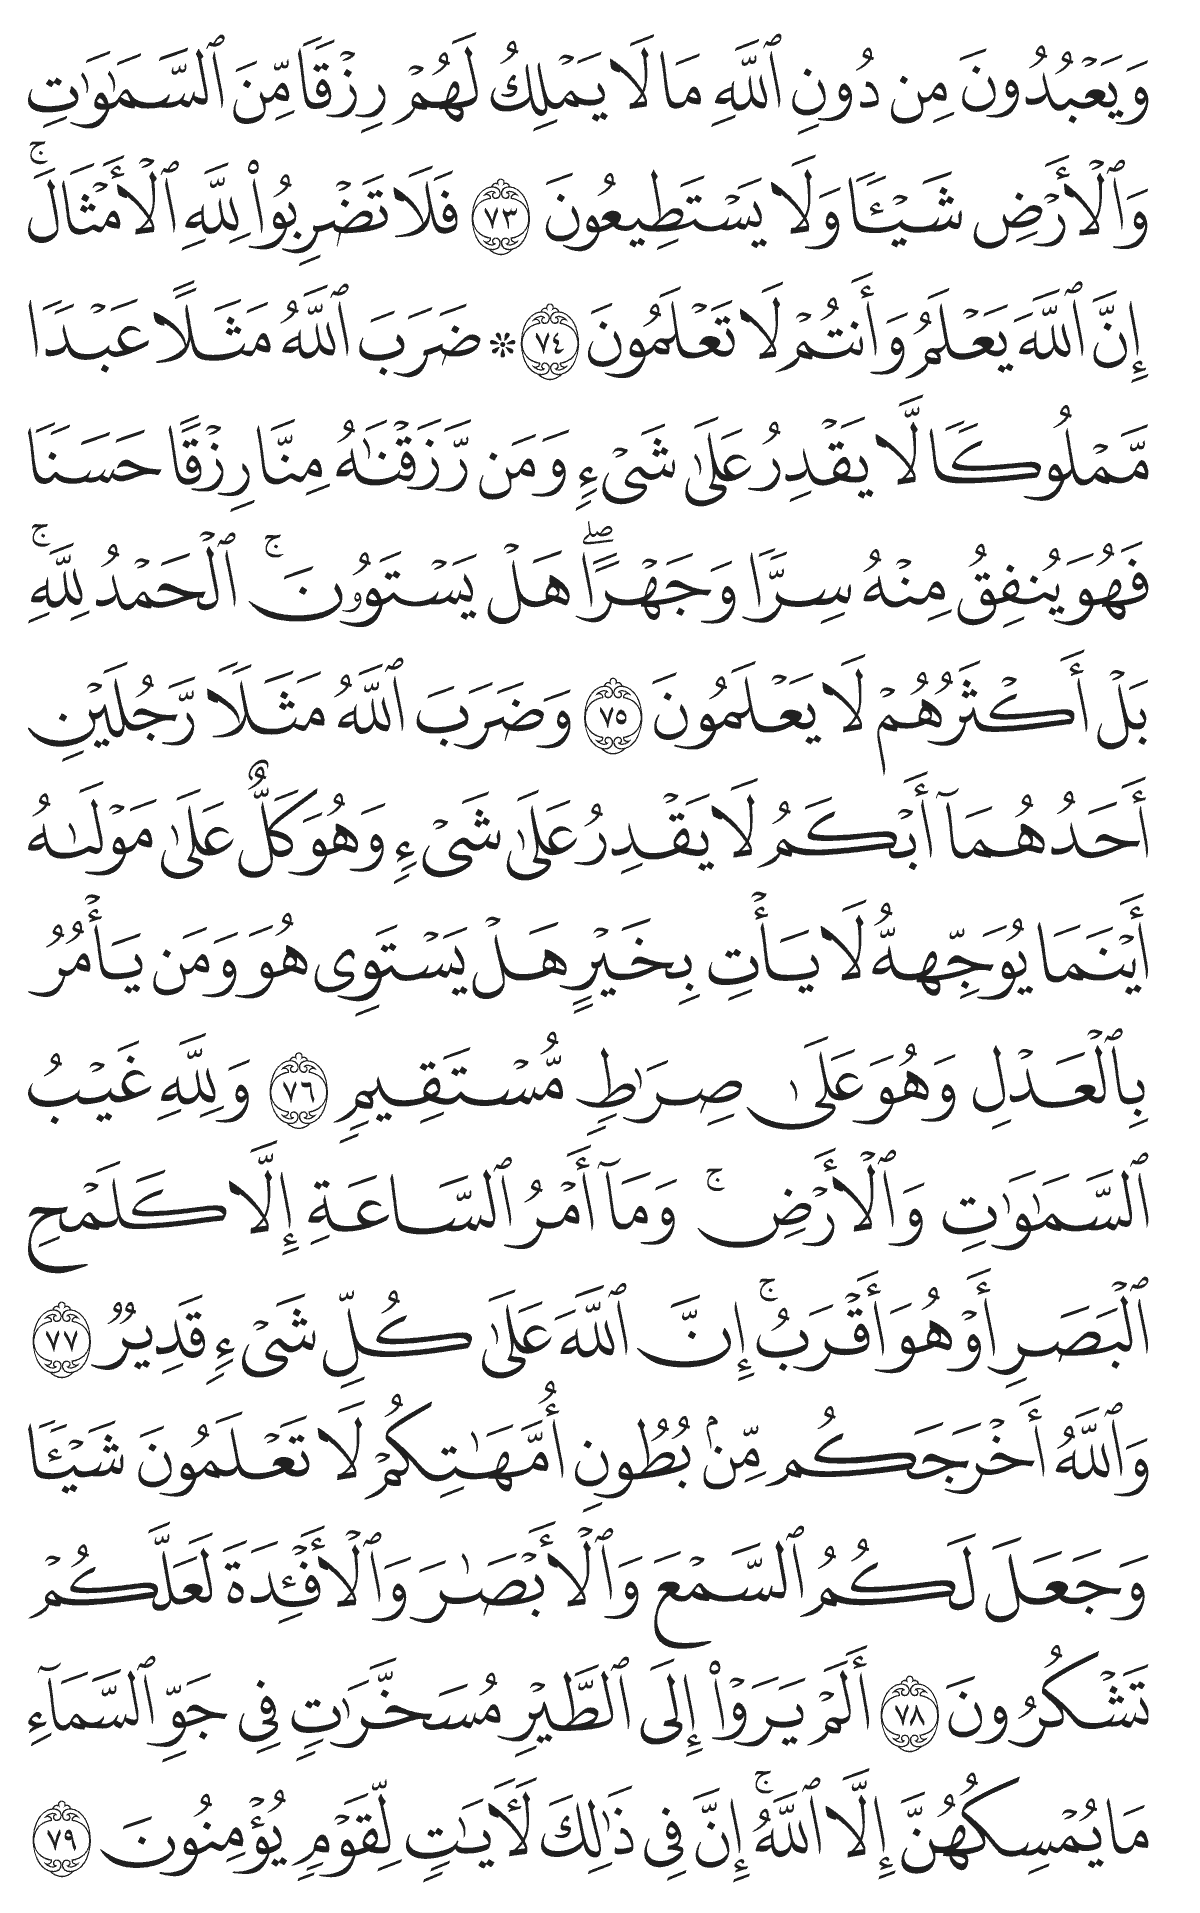 وَيَعْبُدُونَ مِن دُونِ ٱللَّهِ مَا لَا يَمْلِكُ لَهُمْ رِزْقًا مِّنَ ٱلسَّمَٰوَٰتِ
وَٱلْأَرْضِ شَيْـًٔا وَلَا يَسْتَطِيعُونَ ٧٣ فَلَا تَضْرِبُوا۟ لِلَّهِ ٱلْأَمْثَالَ ۚ
إِنَّ ٱللَّهَ يَعْلَمُ وَأَنتُمْ لَا تَعْلَمُونَ ٧٤ * ضَرَبَ ٱللَّهُ مَثَلًا عَبْدًا
مَّمْلُوكًا لَّا يَقْدِرُ عَلَىٰ شَىْءٍ وَمَن رَّزَقْنَٰهُ مِنَّا رِزْقًا حَسَنًا
فَهُوَ يُنفِقُ مِنْهُ سِرًّا وَجَهْرًا ۖ هَلْ يَسْتَوُۥنَ ۚ ٱلْحَمْدُ لِلَّهِ ۚ
بَلْ أَكْثَرُهُمْ لَا يَعْلَمُونَ ٧٥ وَضَرَبَ ٱللَّهُ مَثَلًا رَّجُلَيْنِ
أَحَدُهُمَآ أَبْكَمُ لَا يَقْدِرُ عَلَىٰ شَىْءٍ وَهُوَ كَلٌّ عَلَىٰ مَوْلَىٰهُ
أَيْنَمَا يُوَجِّههُّ لَا يَأْتِ بِخَيْرٍ هَلْ يَسْتَوِى هُوَ وَمَن يَأْمُرُ
بِٱلْعَدْلِ وَهُوَ عَلَىٰ صِرَٰطٍ مُّسْتَقِيمٍ ٧٦ وَلِلَّهِ غَيْبُ
ٱلسَّمَٰوَٰتِ وَٱلْأَرْضِ ۚ وَمَآ أَمْرُ ٱلسَّاعَةِ إِلَّا كَلَمْحِ
ٱلْبَصَرِ أَوْ هُوَ أَقْرَبُ ۚ إِنَّ ٱللَّهَ عَلَىٰ كُلِّ شَىْءٍ قَدِيرٌ ٧٧
وَٱللَّهُ أَخْرَجَكُم مِّنۢ بُطُونِ أُمَّهَٰتِكُمْ لَا تَعْلَمُونَ شَيْـًٔا
وَجَعَلَ لَكُمُ ٱلسَّمْعَ وَٱلْأَبْصَٰرَ وَٱلْأَفْـِٔدَةَ لَعَلَّكُمْ
تَشْكُرُونَ ٧٨ أَلَمْ يَرَوْا۟ إِلَى ٱلطَّيْرِ مُسَخَّرَٰتٍ فِى جَوِّ ٱلسَّمَآءِ
مَا يُمْسِكُهُنَّ إِلَّا ٱللَّهُ ۚ إِنَّ فِى ذَٰلِكَ لَـَٔايَٰتٍ لِّقَوْمٍ يُؤْمِنُونَ ٧٩